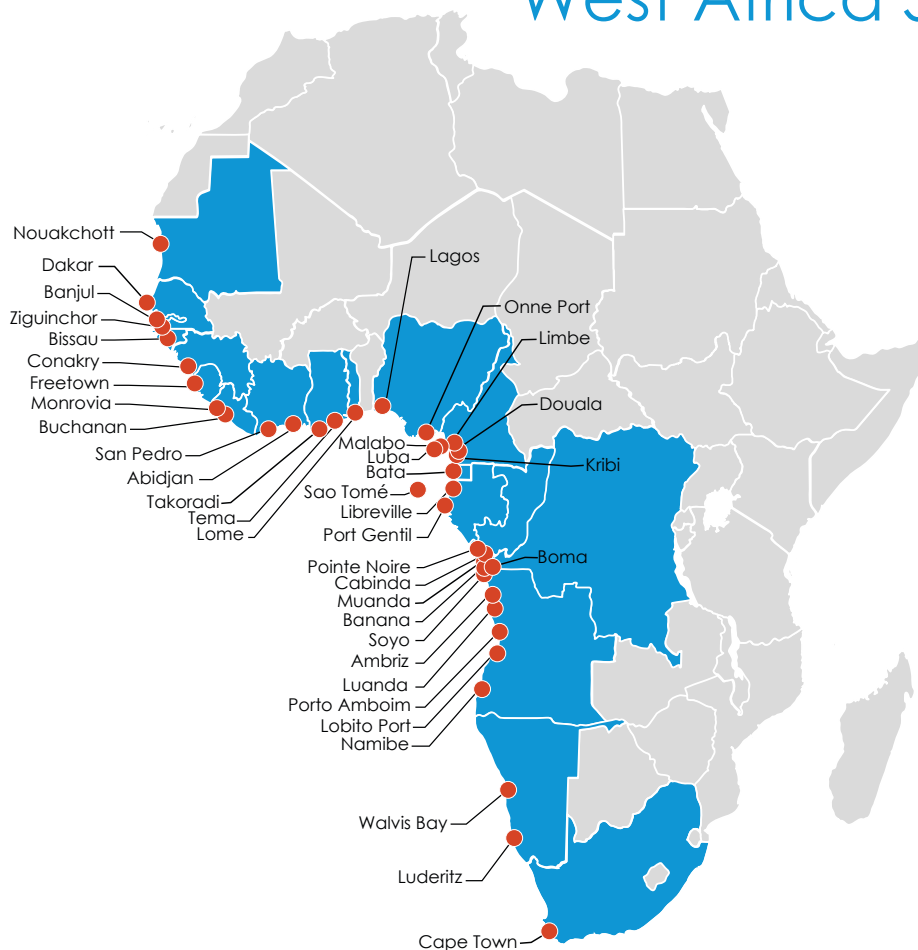 West Africa
Nouakchott
Dakar
Banjul
Ziguinchor
Bissau
Conakry
Freetown
Monrovia
Buchanan
San Pedro
Abidjan
Takoradi
Tema
Lome
Lagos
Onne Port
Limbe
Douala
Kribi
Malabo
Luba
Bata
Sao Tomé
Libreville
Port Gentil
Pointe Noire
Boma
Cabinda
Muanda
Banana
Soyo
Ambriz
Luanda
Porto Amboim
Lobito Port
Namibe
Walvis Bay
Luderitz
Cape Town